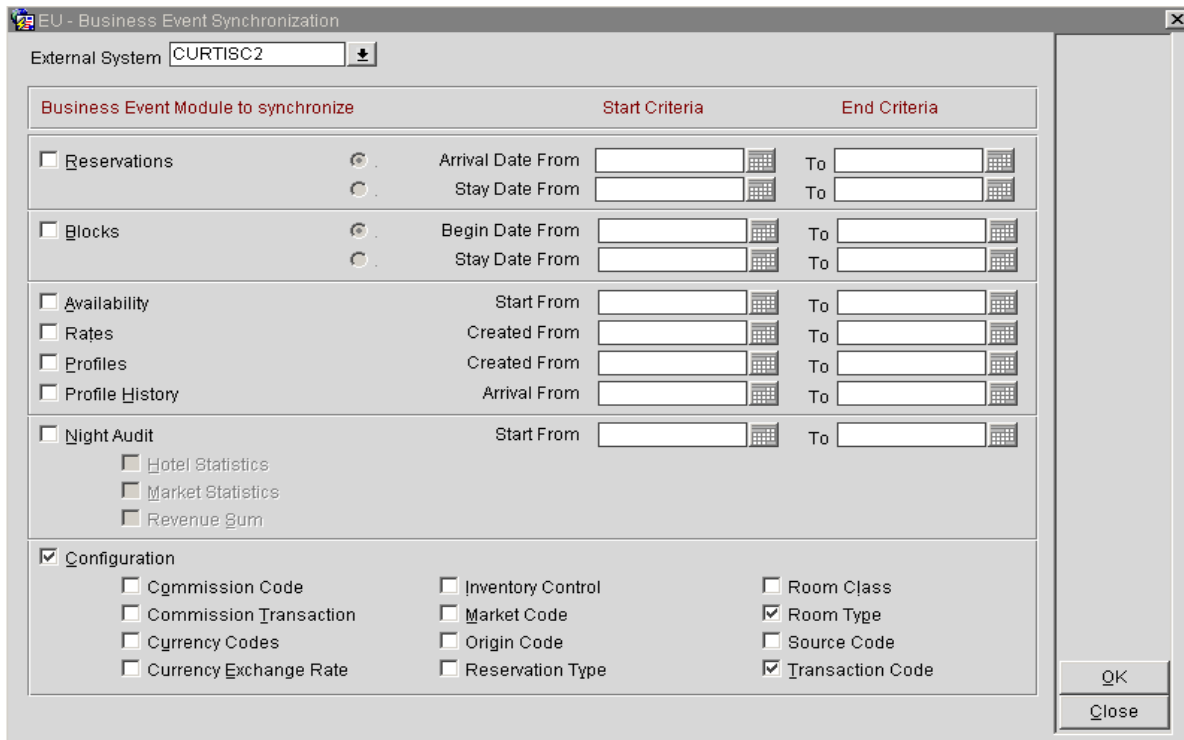 EU - Business Event Synchronization
External System CURTISC2
Business Event Module to synchronize Start Criteria End Criteria
Reservations . Arrival Date From To
. Stay Date From To
Blocks . Begin Date From To
. Stay Date From To
Availability Start From To
Rates Created From To
Profiles Created From To
Profile History Arrival From To
Night Audit Start From To
Hotel Statistics
Market Statistics
Revenue Sum
Configuration
Commission Code Inventory Control Room Class
Commission Transaction Market Code Room Type
Currency Codes Origin Code Source Code
Currency Exchange Rate Reservation Type Transaction Code
OK
Close